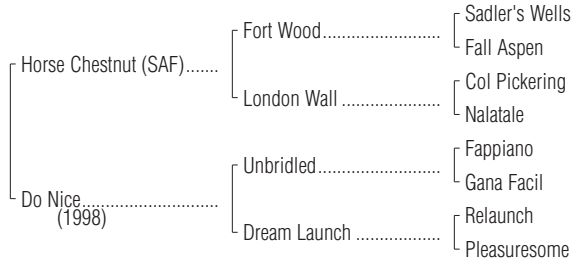 Sadler's Wells
Fort Wood
Fall Aspen
Horse Chestnut (SAF)
Col Pickering
London Wall
Nalatale
Fappiano
Unbridled
Gana Facil
Do Nice
(1998)
Relaunch
Dream Launch
Pleasuresome